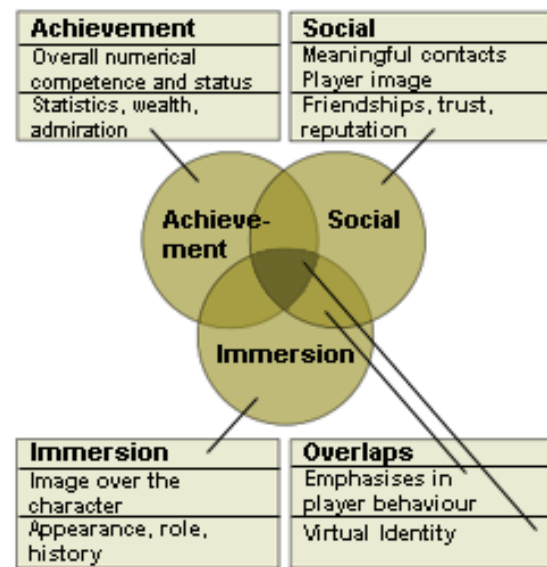 Achievement
Overall numerical
competence and status
Statistics, wealth,
admiration
Social
Meaningful contacts
Player image
Friendships, trust,
reputation
Achieve-
ment
Social
Immersion
Immersion
Image over the
character
Appearance, role,
history
Overlaps
Emphasises in
player behaviour
Virtual Identity